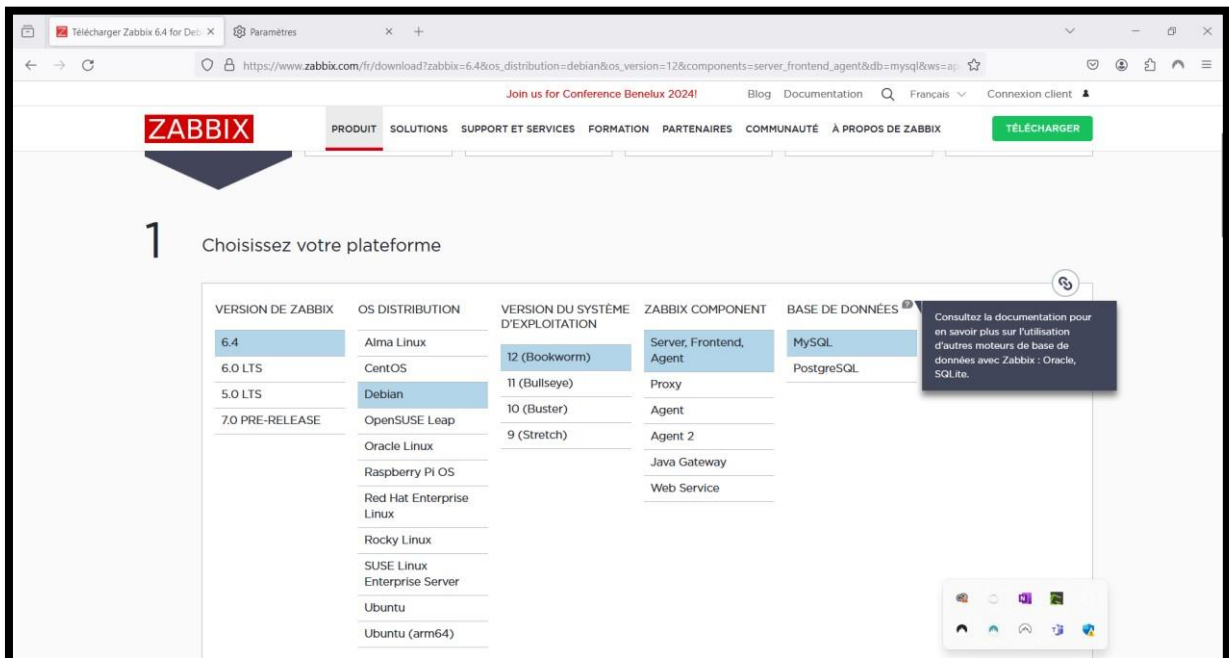 Télécharger Zabbix 6.4 for Deb
Paramètres
https://www.zabbix.com/fr/download?zabbix=6.4&os_distribution=debian&os_version=12&components=server_frontend_agent&db=mysql&ws=ap
Join us for Conference Benelux 2024!
Blog
Documentation
Français
Connexion client
ZABBIX
PRODUIT
SOLUTIONS
SUPPORT ET SERVICES
FORMATION
PARTENAIRES
COMMUNAUTÉ
À PROPOS DE ZABBIX
TÉLÉCHARGER
1
Choisissez votre plateforme
VERSION DE ZABBIX
6.4
6.0 LTS
5.0 LTS
7.0 PRE-RELEASE
OS DISTRIBUTION
Alma Linux
CentOS
Debian
OpenSUSE Leap
Oracle Linux
Raspberry Pi OS
Red Hat Enterprise
Linux
Rocky Linux
SUSE Linux
Enterprise Server
Ubuntu
Ubuntu (arm64)
VERSION DU SYSTÈME
D'EXPLOITATION
12 (Bookworm)
11 (Bullseye)
10 (Buster)
9 (Stretch)
ZABBIX COMPONENT
Server, Frontend,
Agent
Proxy
Agent
Agent 2
Java Gateway
Web Service
BASE DE DONNÉES
?
MySQL
PostgreSQL
Consultez la documentation pour
en savoir plus sur l'utilisation
d'autres moteurs de base de
données avec Zabbix : Oracle,
SQLite.